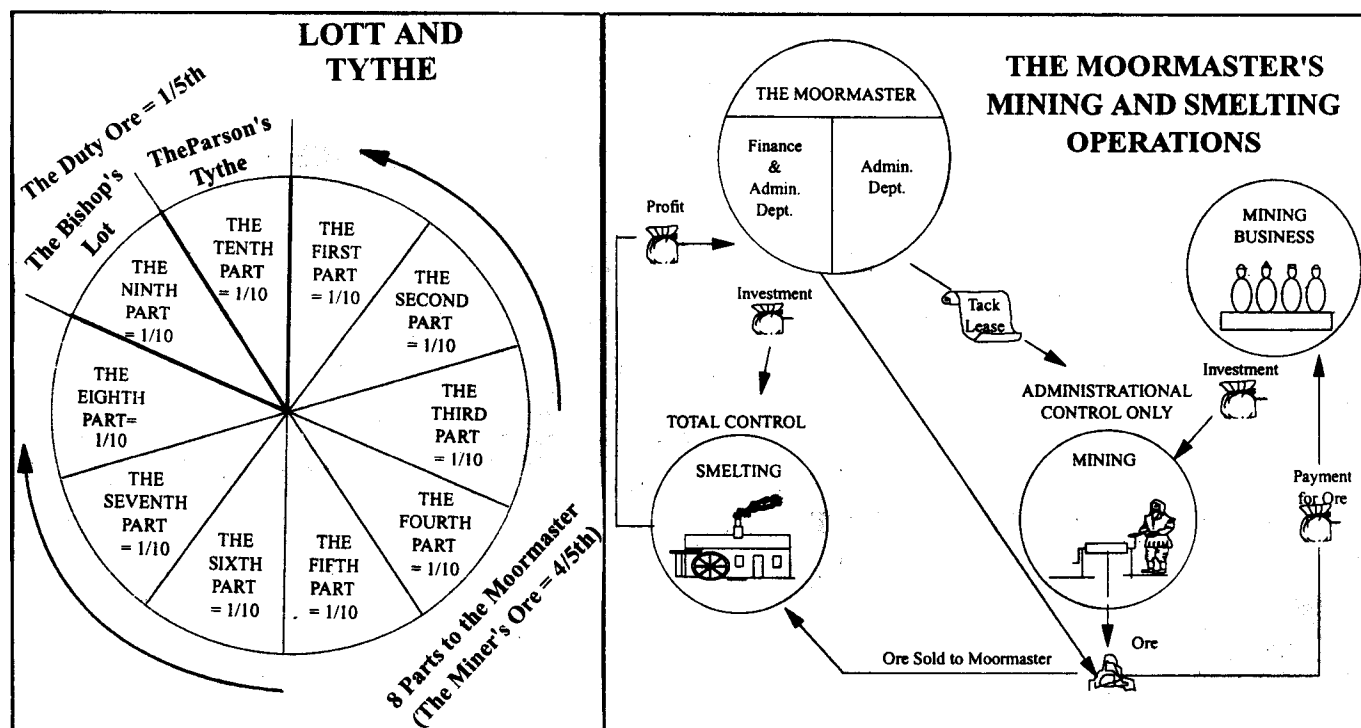 LOTT AND
TYTHE
The Duty Ore = 1/5th
The Bishop's
Lot
TheParson's
Tythe
THE
FIRST
PART
= 1/10
THE
SECOND
PART
= 1/10
THE
THIRD
PART
= 1/10
THE
FOURTH
PART
= 1/10
THE
FIFTH
PART
= 1/10
THE
SIXTH
PART
= 1/10
THE
SEVENTH
PART
= 1/10
THE
EIGHTH
PART=
1/10
THE
NINTH
PART
= 1/10
THE
TENTH
PART
= 1/10
8 Parts to the Moormaster
(The Miner's Ore = 4/5th)
THE MOORMASTER'S
MINING AND SMELTING
OPERATIONS
THE MOORMASTER
Finance
&
Admin.
Dept.
Admin.
Dept.
Profit
Investment
Tack
Lease
MINING
BUSINESS
Investment
ADMINISTRATIONAL
CONTROL ONLY
TOTAL CONTROL
SMELTING
MINING
Payment
for Ore
Ore
Ore Sold to Moormaster